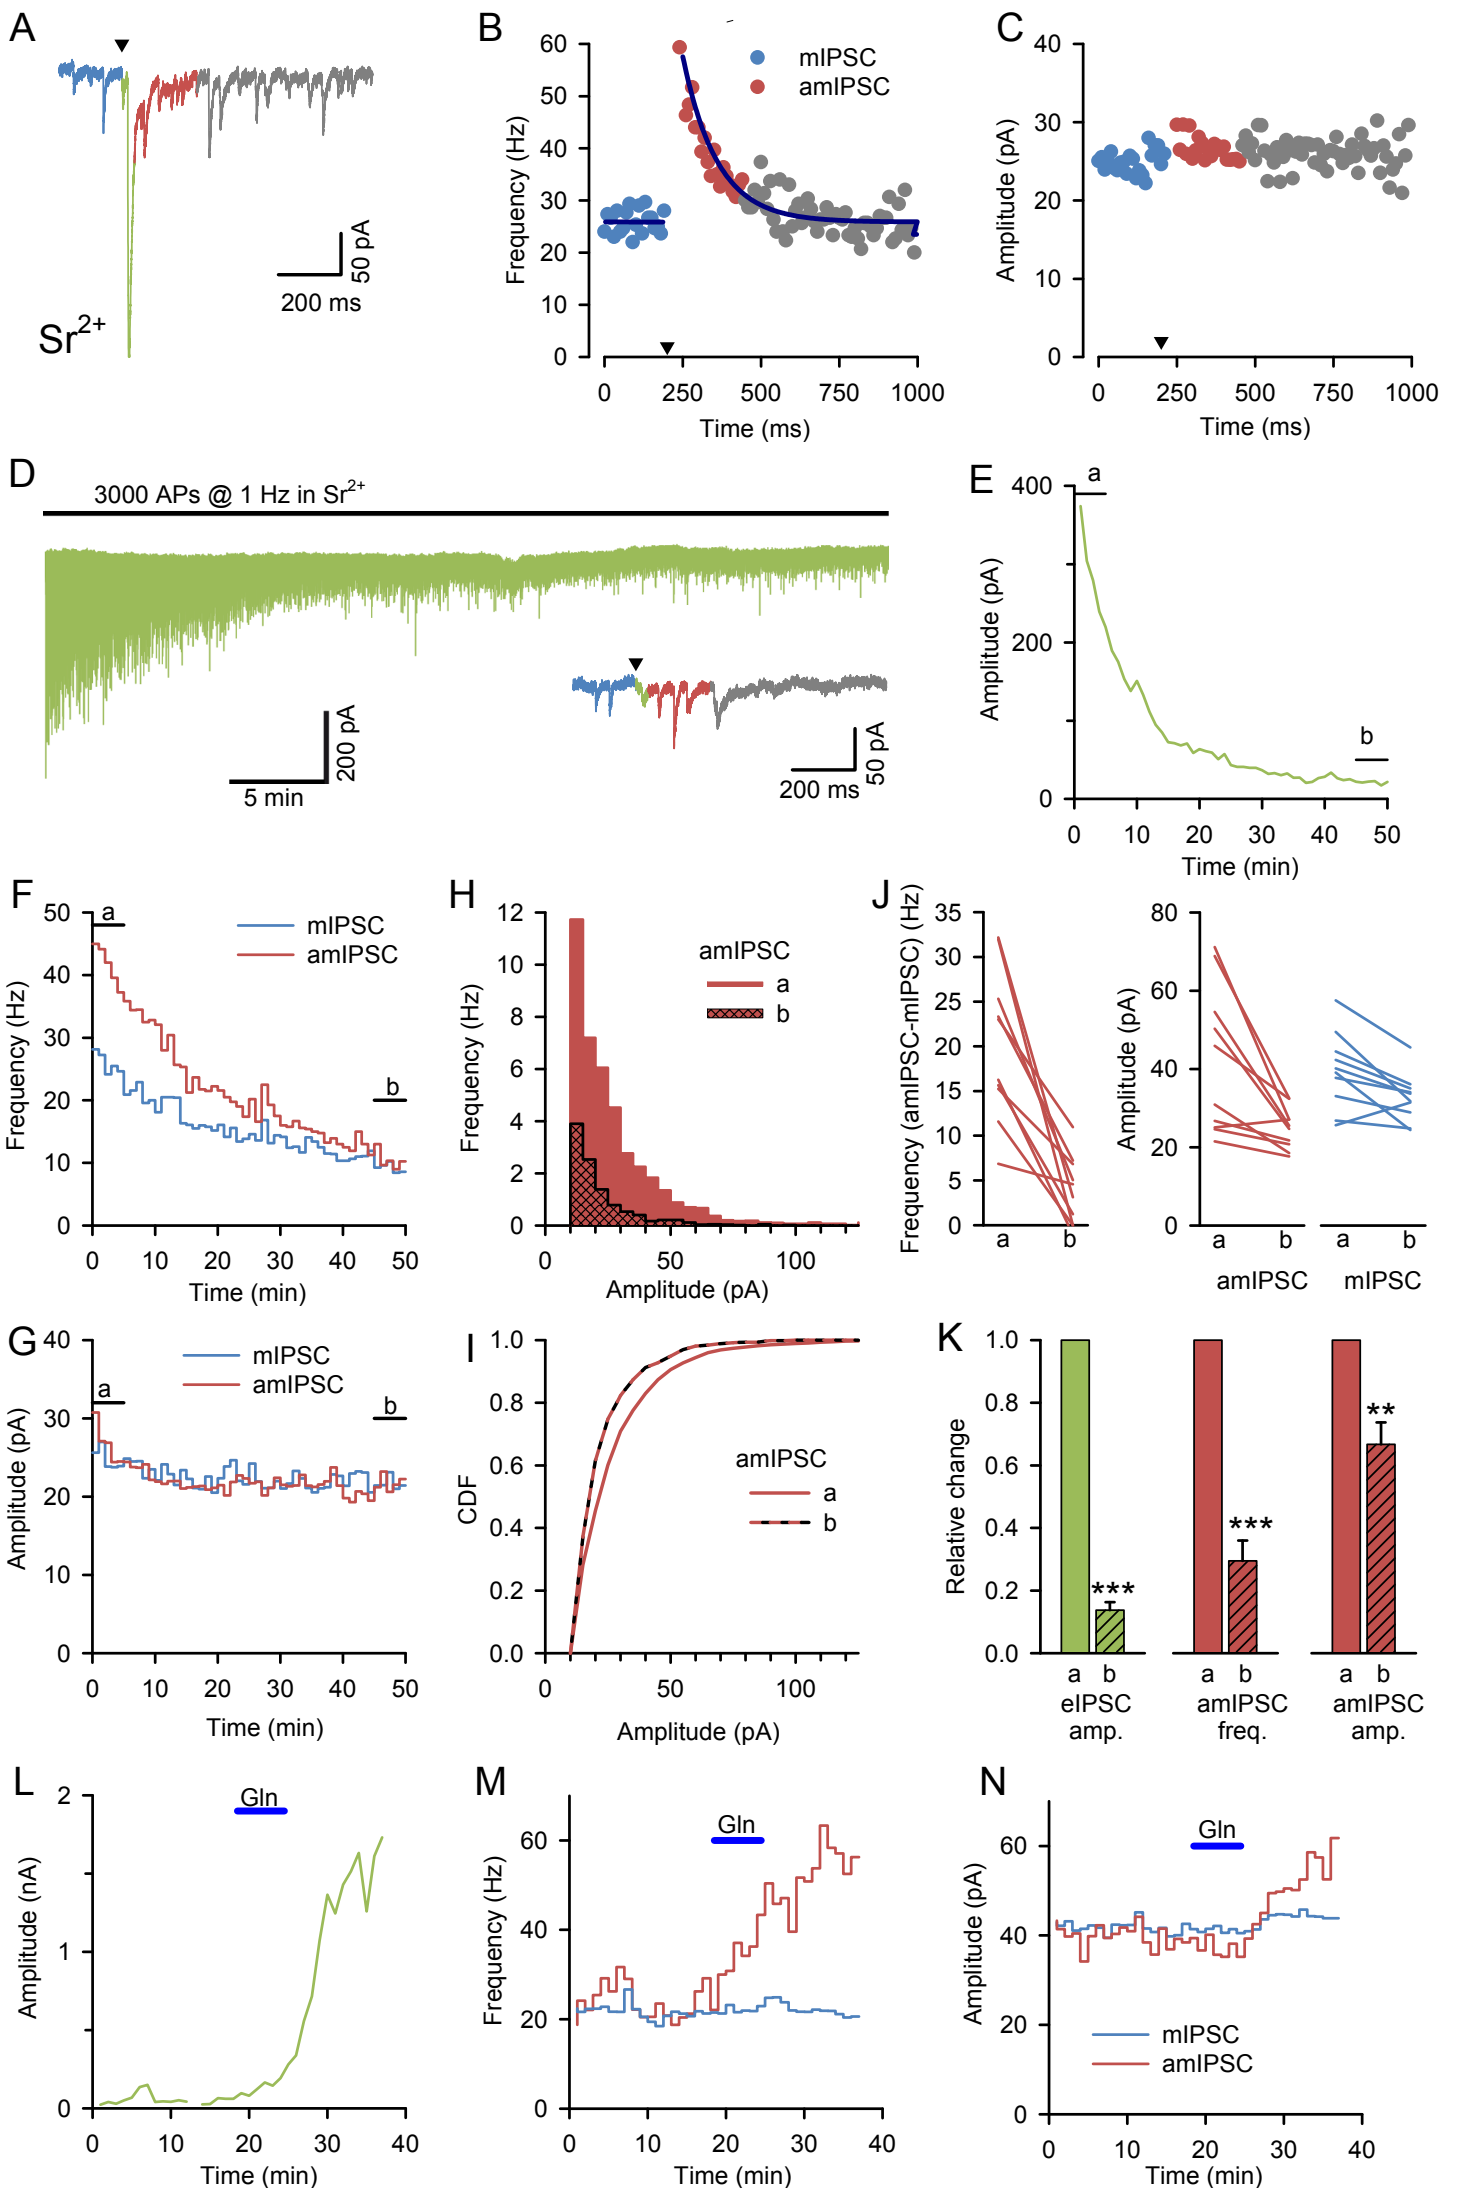 A
50 pA
200 ms
Sr2+
B
60
50
40
30
20
10
0
Frequency (Hz)
mIPSC
amIPSC
0 250 500 750 1000
Time (ms)
C
40
30
20
10
0
Amplitude (pA)
0 250 500 750 1000
Time (ms)
D
3000 APs @ 1 Hz in Sr2+
200 pA
5 min
50 pA
200 ms
E
400
200
0
Amplitude (pA)
a
b
0 10 20 30 40 50
Time (min)
F
50
40
30
20
10
0
Frequency (Hz)
a
mIPSC
amIPSC
b
0 10 20 30 40 50
Time (min)
H
12
10
8
6
4
2
0
Frequency (Hz)
amIPSC
a
b
0 50 100
Amplitude (pA)
J
35
30
25
20
15
10
5
0
Frequency (amIPSC-mIPSC) (Hz)
a b
80
60
40
20
0
Amplitude (pA)
a b a b
amIPSC mIPSC
G
40
30
20
10
0
Amplitude (pA)
mIPSC
amIPSC
a
b
0 10 20 30 40 50
Time (min)
I
1.0
0.8
0.6
0.4
0.2
0.0
CDF
amIPSC
a
b
0 50 100
Amplitude (pA)
K
1.0
0.8
0.6
0.4
0.2
0.0
Relative change
***
***
**
a b a b a b
eIPSC amIPSC amIPSC
amp. freq. amp.
L
2
1
0
Amplitude (nA)
Gln
0 10 20 30 40
Time (min)
M
60
40
20
0
Frequency (Hz)
Gln
0 10 20 30 40
Time (min)
N
60
40
20
0
Amplitude (pA)
Gln
mIPSC
amIPSC
0 10 20 30 40
Time (min)